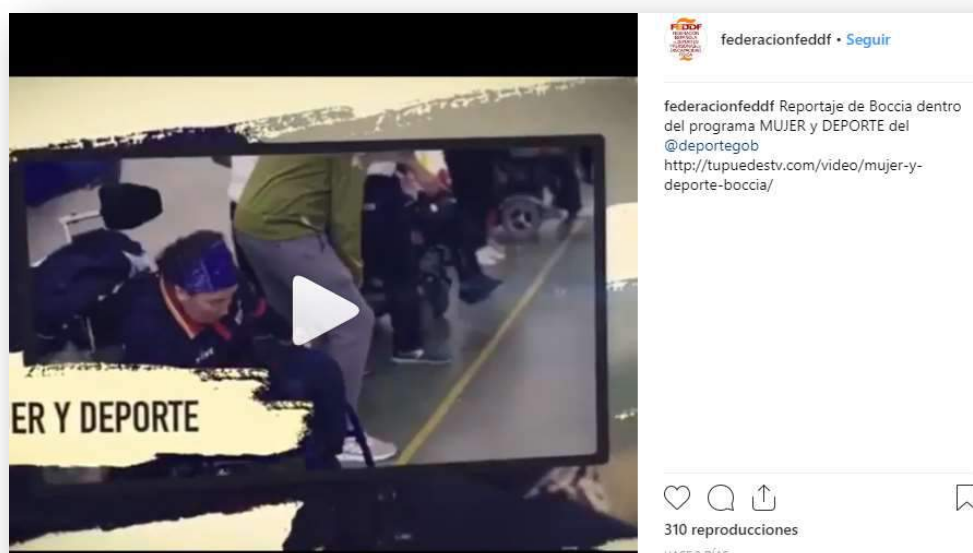 federacionfeddf • Seguir
federacionfeddf Reportaje de Boccia dentro
del programa MUJER y DEPORTE del
@deportegob
http://tupuedestv.com/video/mujer-y-
deporte-boccia/
ER Y DEPORTE
310 reproducciones